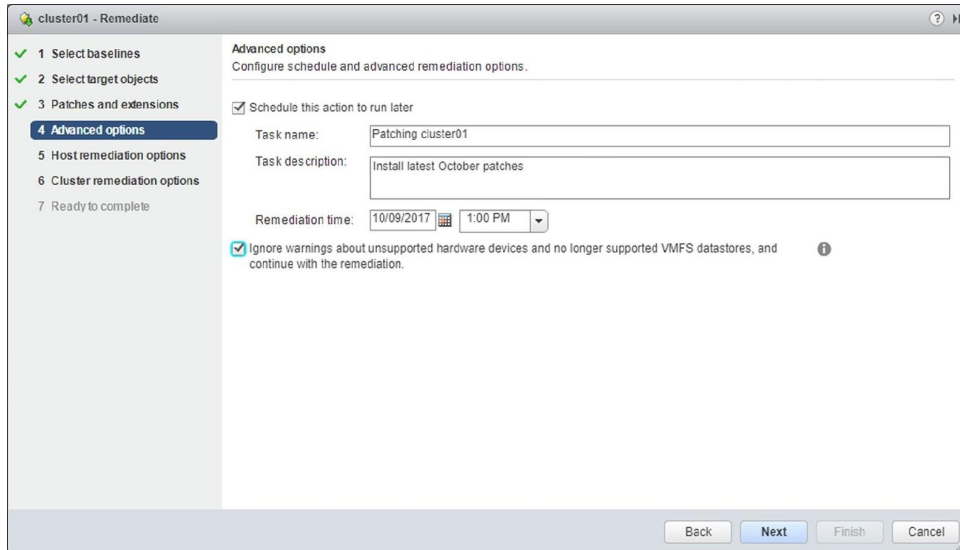 cluster01 - Remediate
?
1 Select baselines
2 Select target objects
3 Patches and extensions
4 Advanced options
5 Host remediation options
6 Cluster remediation options
7 Ready to complete
Advanced options
Configure schedule and advanced remediation options.
Schedule this action to run later
Task name: Patching cluster01
Task description: Install latest October patches
Remediation time: 10/09/2017 1:00 PM
Ignore warnings about unsupported hardware devices and no longer supported VMFS datastores, and
continue with the remediation.
Back Next Finish Cancel